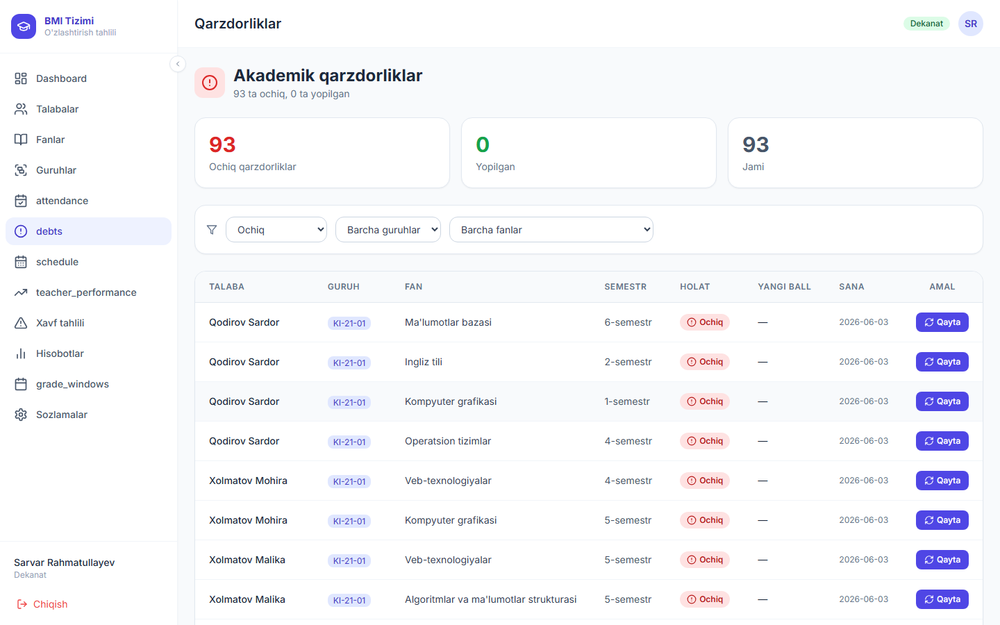 BMI Tizimi
O'zlashtirish tahlili
Dashboard
Talabalar
Fanlar
Guruhlar
attendance
debts
schedule
teacher_performance
Xavf tahlili
Hisobotlar
grade_windows
Sozlamalar
Sarvar Rahmatullayev
Dekanat
Chiqish
Qarzdorliklar
Dekanat
SR
Akademik qarzdorliklar
93 ta ochiq, 0 ta yopilgan
93
Ochiq qarzdorliklar
0
Yopilgan
93
Jami
Ochiq Barcha guruhlar Barcha fanlar
TALABA GURUH FAN SEMESTR HOLAT YANGI BALL SANA AMAL
Qodirov Sardor KI-21-01 Ma'lumotlar bazasi 6-semestr Ochiq — 2026-06-03 Qayta
Qodirov Sardor KI-21-01 Ingliz tili 2-semestr Ochiq — 2026-06-03 Qayta
Qodirov Sardor KI-21-01 Kompyuter grafikasi 1-semestr Ochiq — 2026-06-03 Qayta
Qodirov Sardor KI-21-01 Operatsion tizimlar 4-semestr Ochiq — 2026-06-03 Qayta
Xolmatov Mohira KI-21-01 Veb-texnologiyalar 4-semestr Ochiq — 2026-06-03 Qayta
Xolmatov Mohira KI-21-01 Kompyuter grafikasi 5-semestr Ochiq — 2026-06-03 Qayta
Xolmatov Malika KI-21-01 Veb-texnologiyalar 5-semestr Ochiq — 2026-06-03 Qayta
Xolmatov Malika KI-21-01 Algoritmlar va ma'lumotlar strukturasi 5-semestr Ochiq — 2026-06-03 Qayta